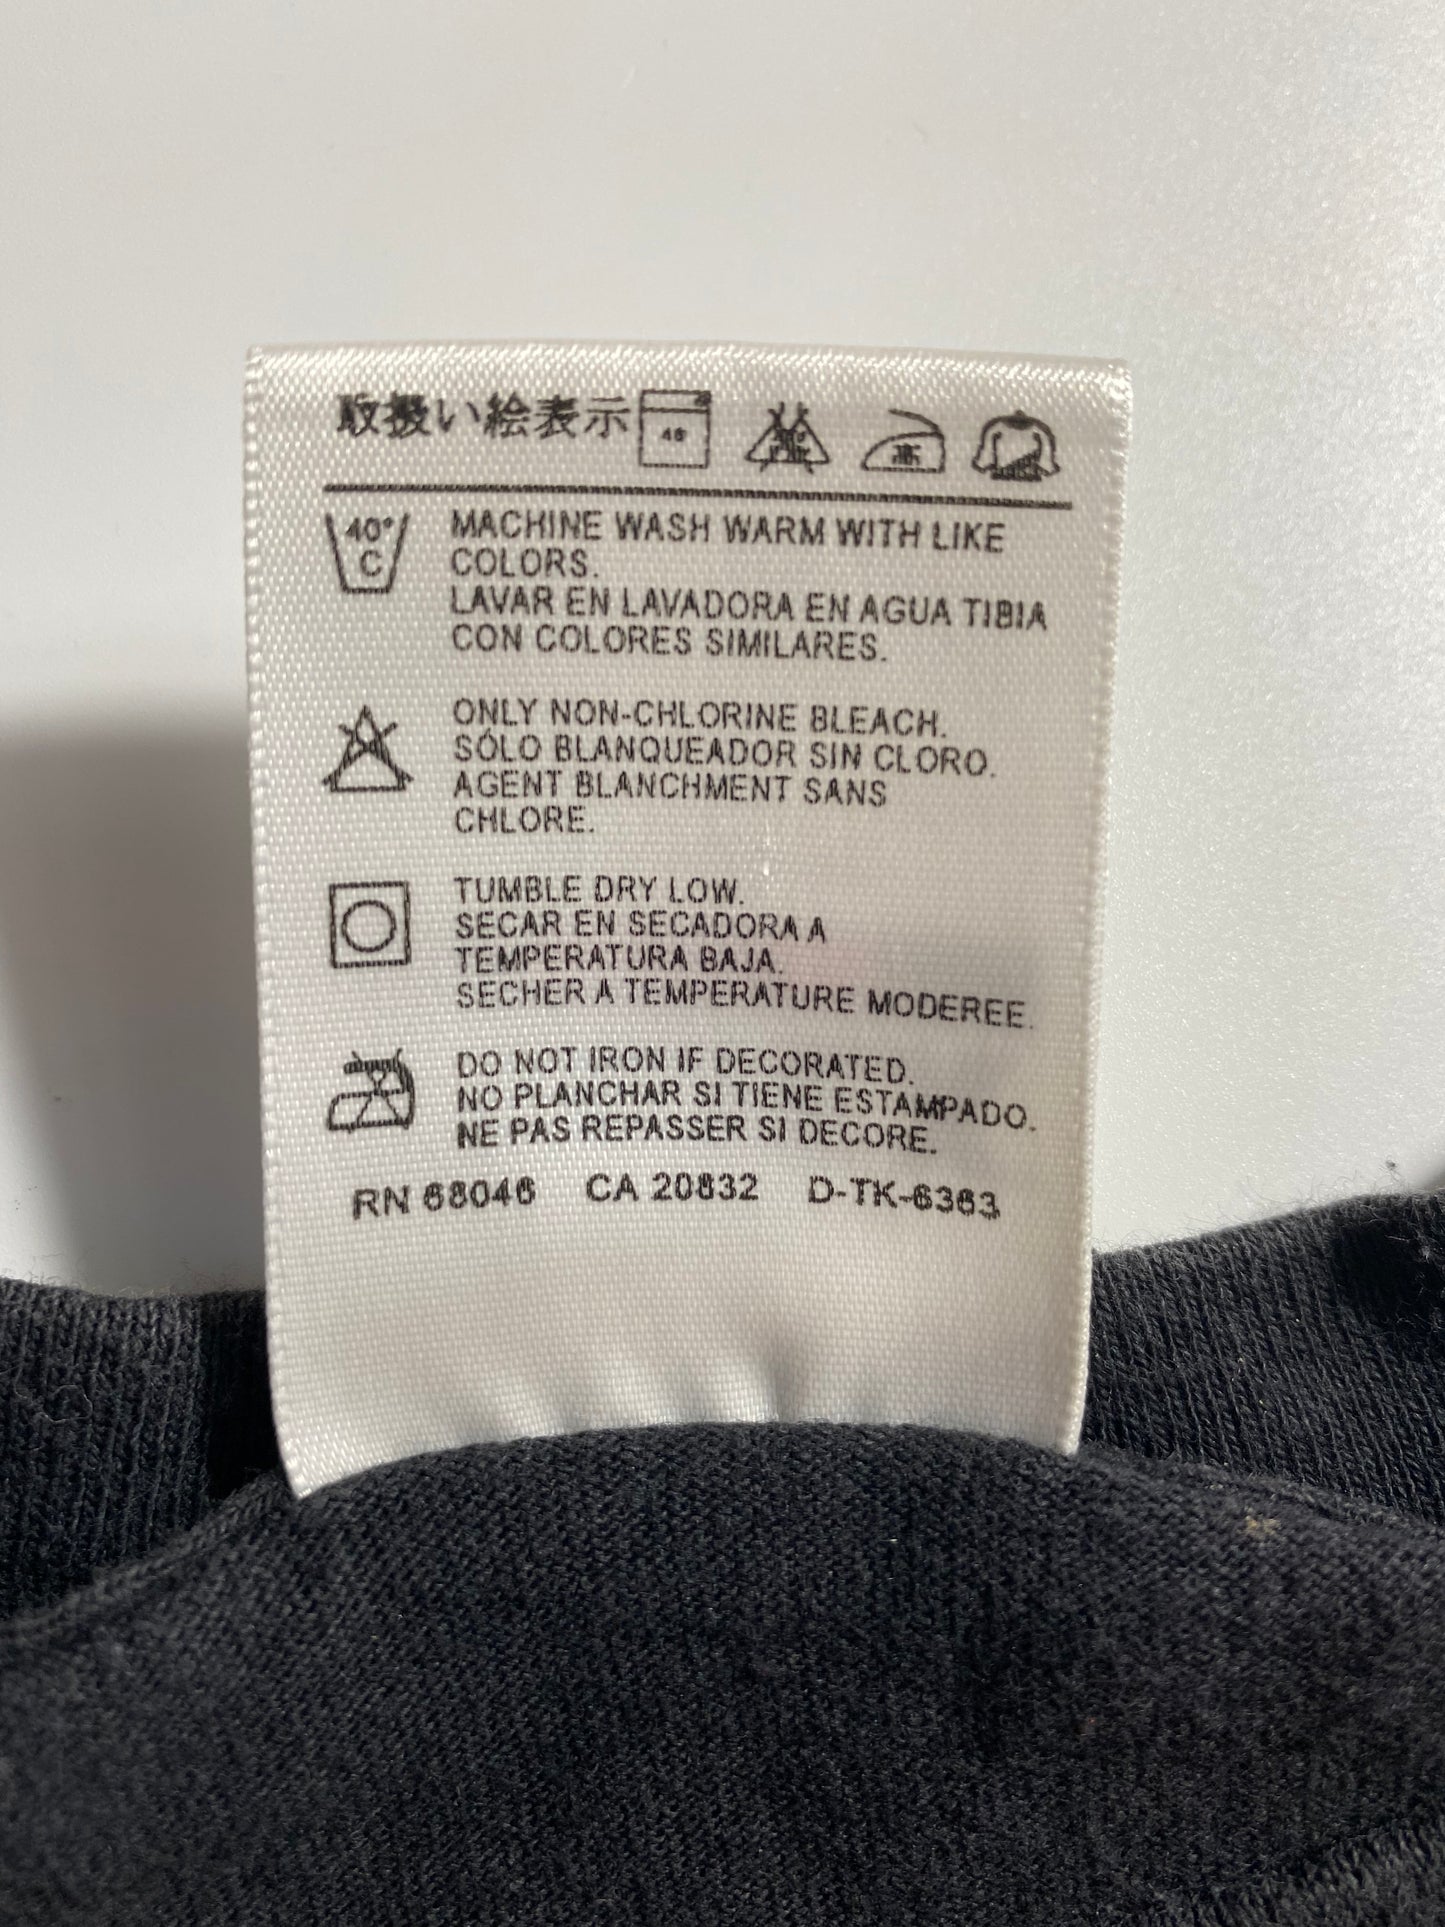 取扱い絵表示
40° C
MACHINE WASH WARM WITH LIKE
COLORS.
LAVAR EN LAVADORA EN AGUA TIBIA
CON COLORES SIMILARES.
ONLY NON-CHLORINE BLEACH.
SÓLO BLANQUEADOR SIN CLORO.
AGENT BLANCHMENT SANS
CHLORE.
TUMBLE DRY LOW.
SECAR EN SECADORA A
TEMPERATURA BAJA.
SECHER A TEMPERATURE MODEREE.
DO NOT IRON IF DECORATED.
NO PLANCHAR SI TIENE ESTAMPADO.
NE PAS REPASSER SI DECORE.
RN 68046 CA 20832 D-TK-6363